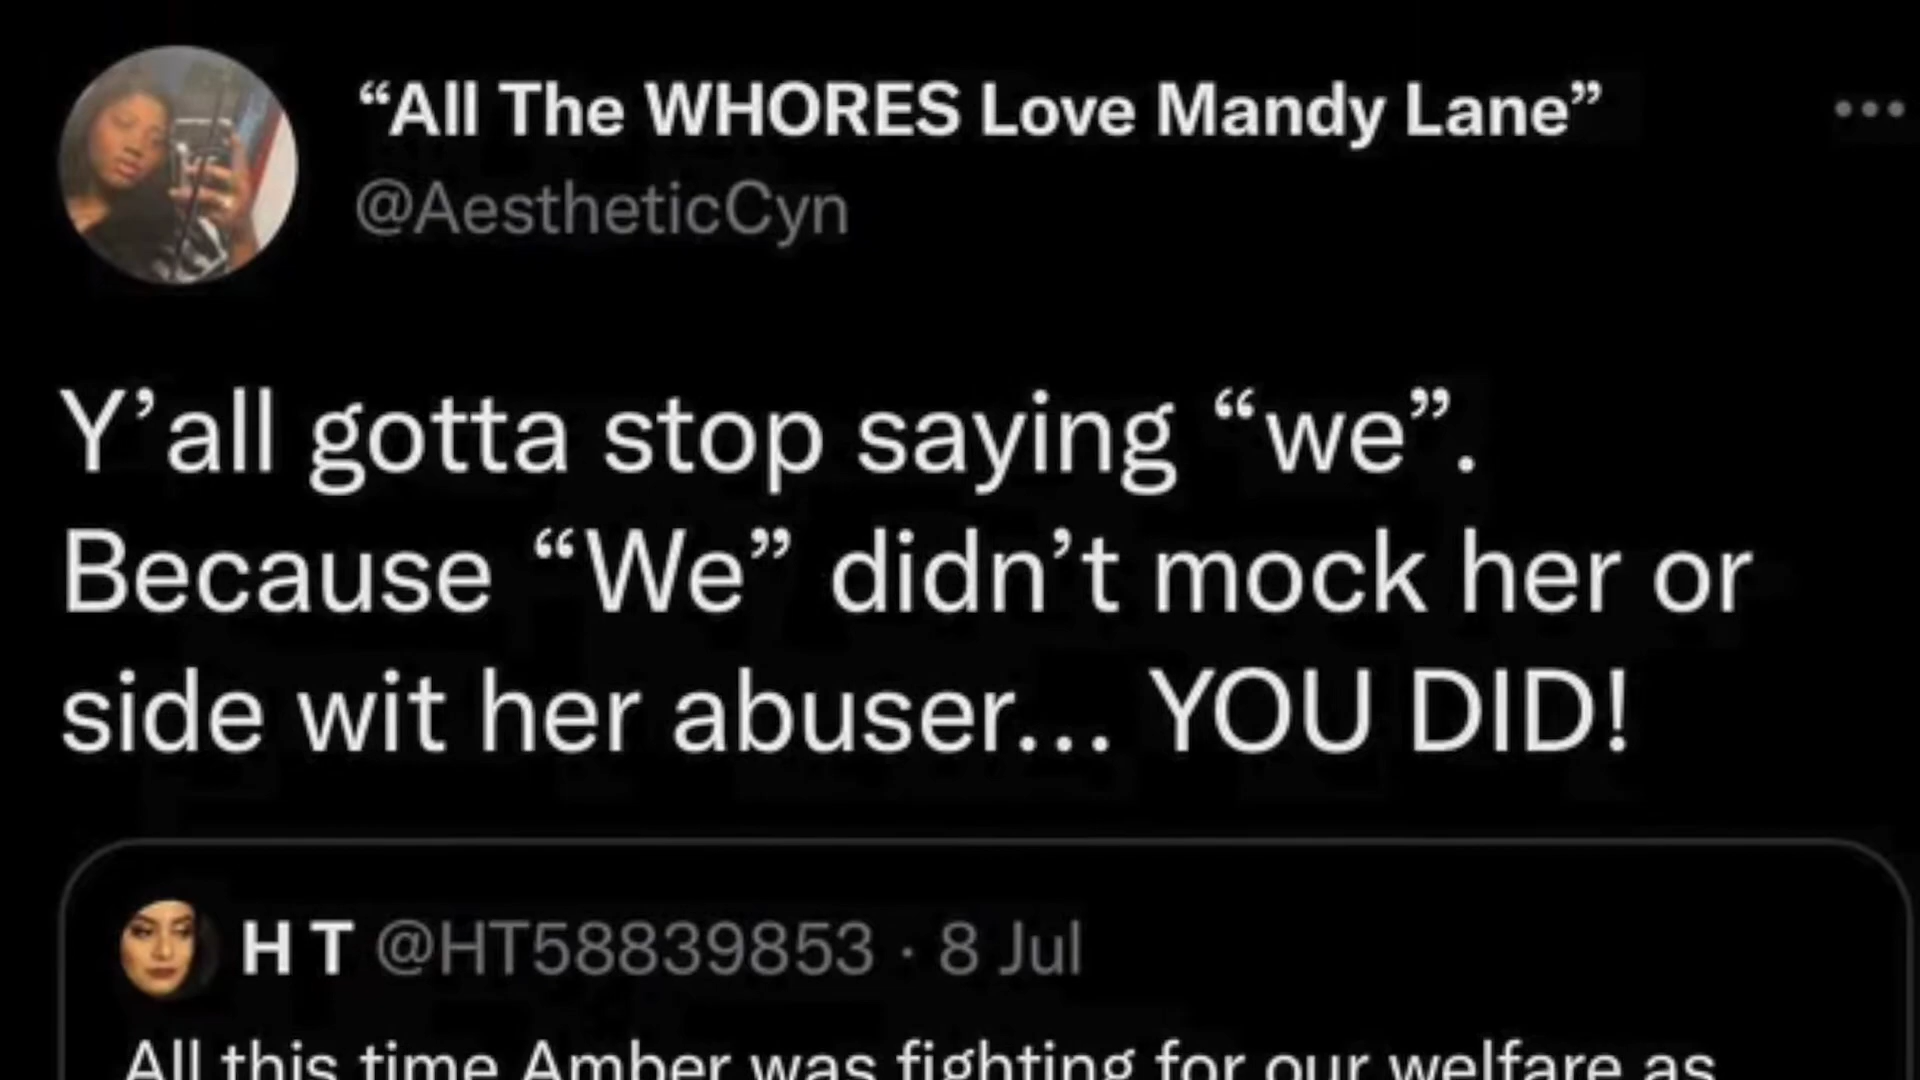 “All The WHORES Love Mandy Lane”
@AestheticCyn
Y’all gotta stop saying “we”.
Because “We” didn’t mock her or
side wit her abuser... YOU DID!
H T @HT58839853 · 8 Jul
All this time Amber was fighting for our welfare as